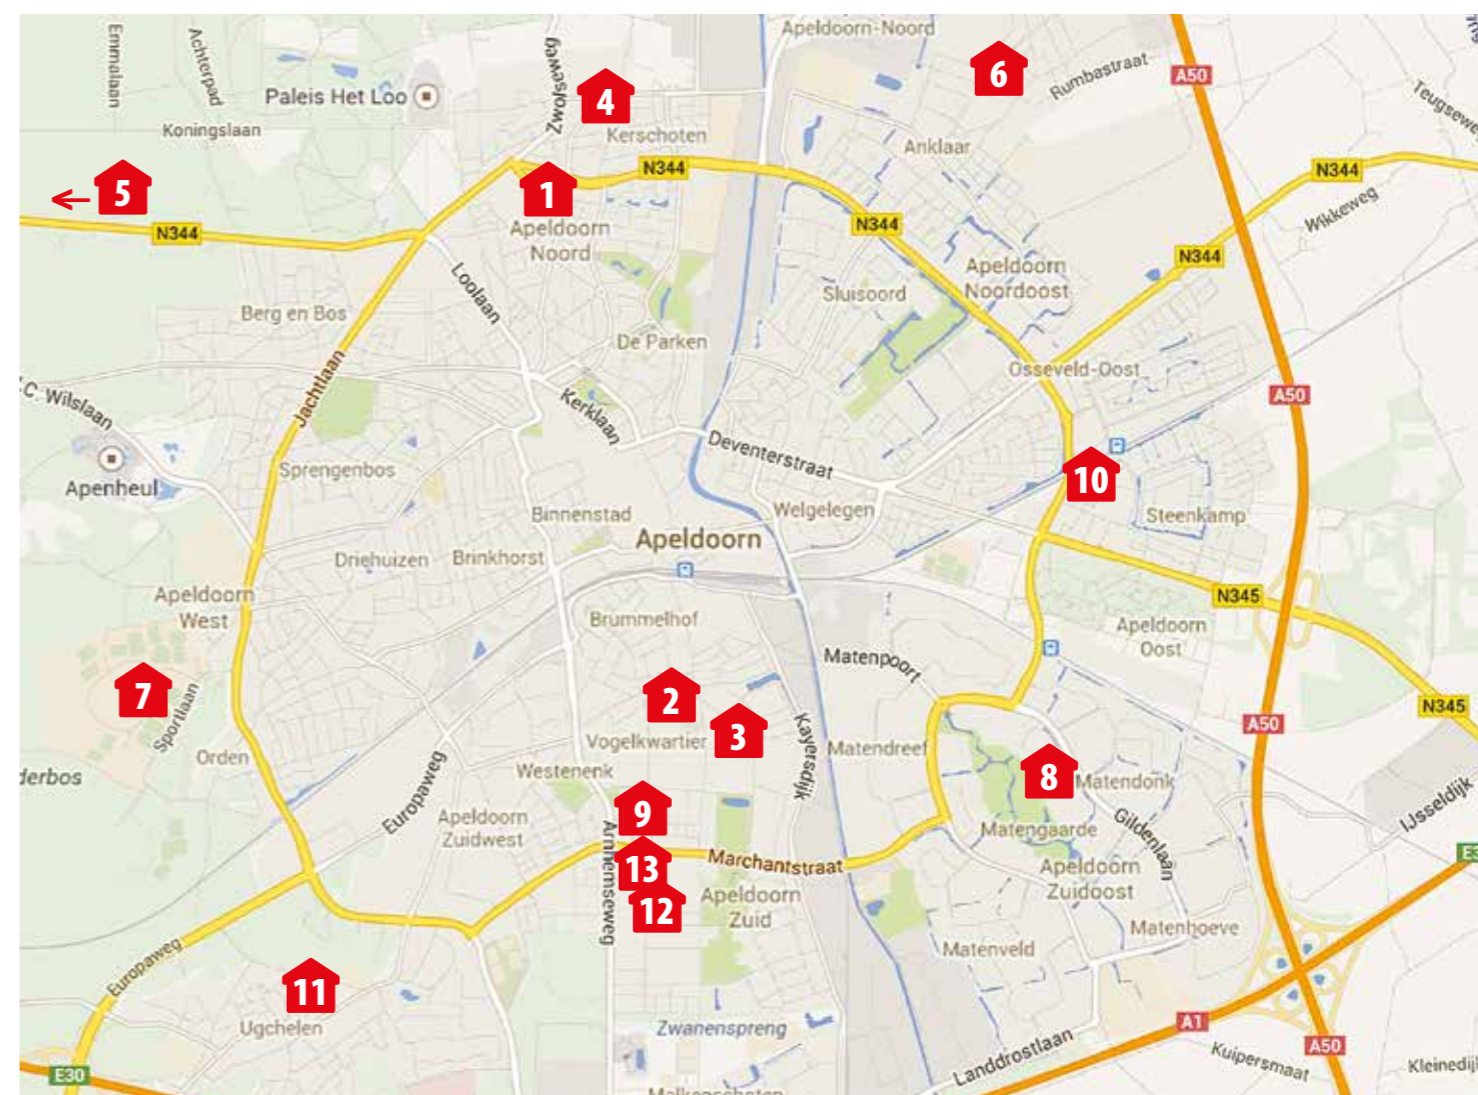 Emmalaan
Achterpad
Zwolseweg
Apeldoorn-Noord
6
Rumbastraat
A50
Paleis Het Loo
4
Koningslaan
Kerschoten
Anklaar
5
N344
1
N344
N344
Wikkeweg
N344
Apeldoorn
Noord
N344
N344
Loolaan
Apeldoorn
Noordoost
Sluisoord
Berg en Bos
De Parken
Osseveld-Oost
Jachtlaan
C. Wilslaan
Kerklaan
A50
Deventerstraat
Apenheul
Sprengenbos
10
Binnenstad
Welgelegen
Steenkamp
Apeldoorn
Driehuizen
Brinkhorst
Apeldoorn
West
N345
Brummelhof
Apeldoorn
Oost
Matenpoort
7
Sportlaan
2
3
N345
A50
Vogelkwartier
Kayersdijk
Matendreef
Orden
derbos
Westenenk
8
Matendonk
Europaweg
9
IJsseldijk
Apeldoorn
Zuidwest
Matengaarde
Gildenlaan
Arnhemseweg
13
Marchantstraat
E3
Apeldoorn
Zuidoost
12
Apeldoorn
Zuid
Matenhoeve
Europaweg
Matenveld
11
Ugchelen
Zwanenspreng
A1
Landdrostlaan
A50
Kuipersmaat
Kleinedij
E30